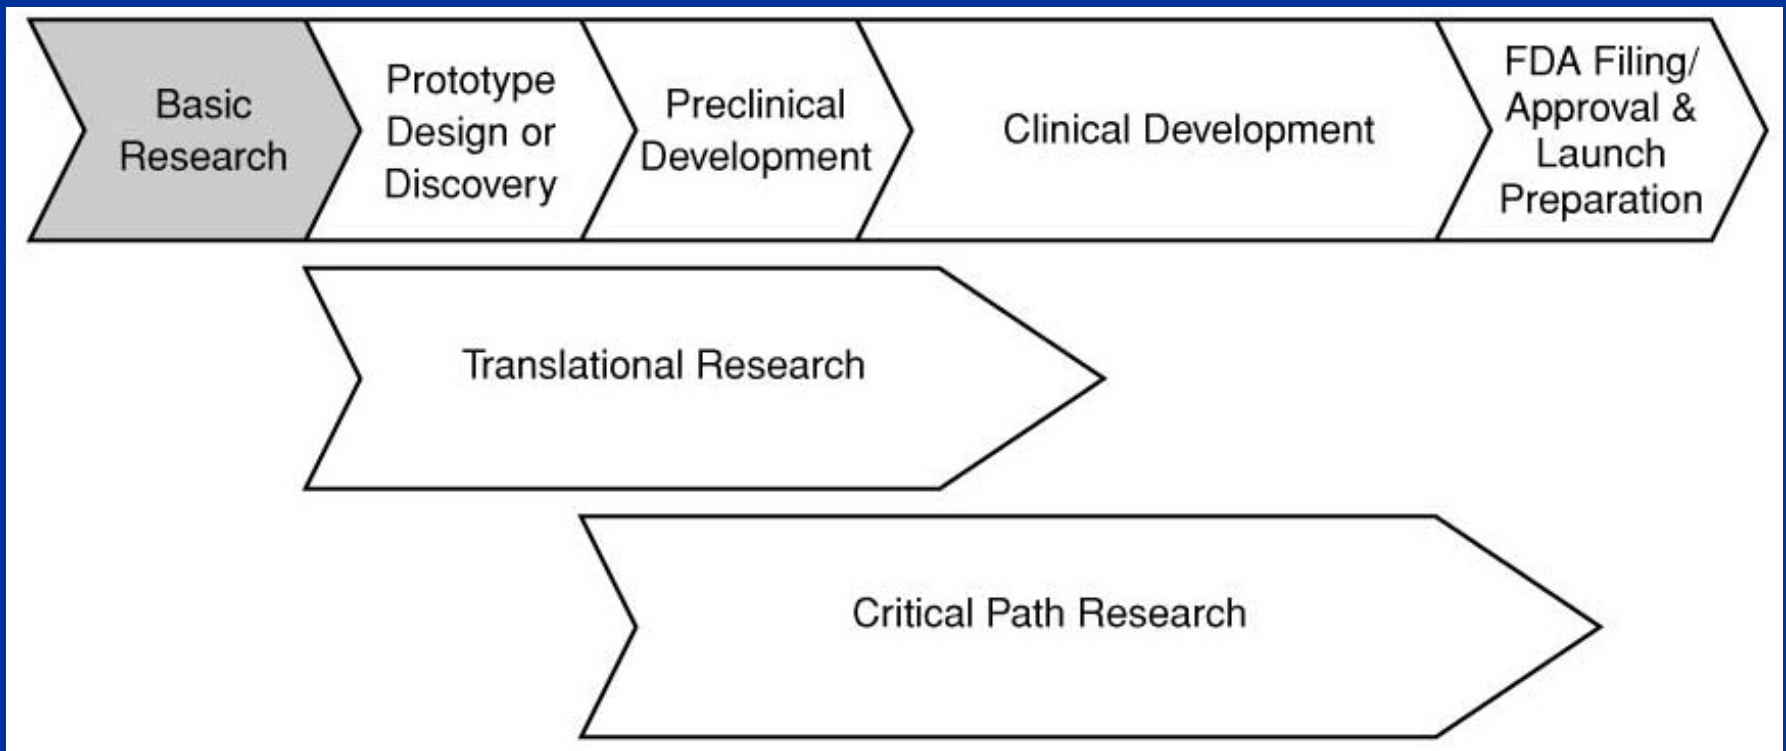 Basic
Research
Prototype
Design or
Discovery
Preclinical
Development
Clinical Development
FDA Filing/
Approval &
Launch
Preparation
Translational Research
Critical Path Research